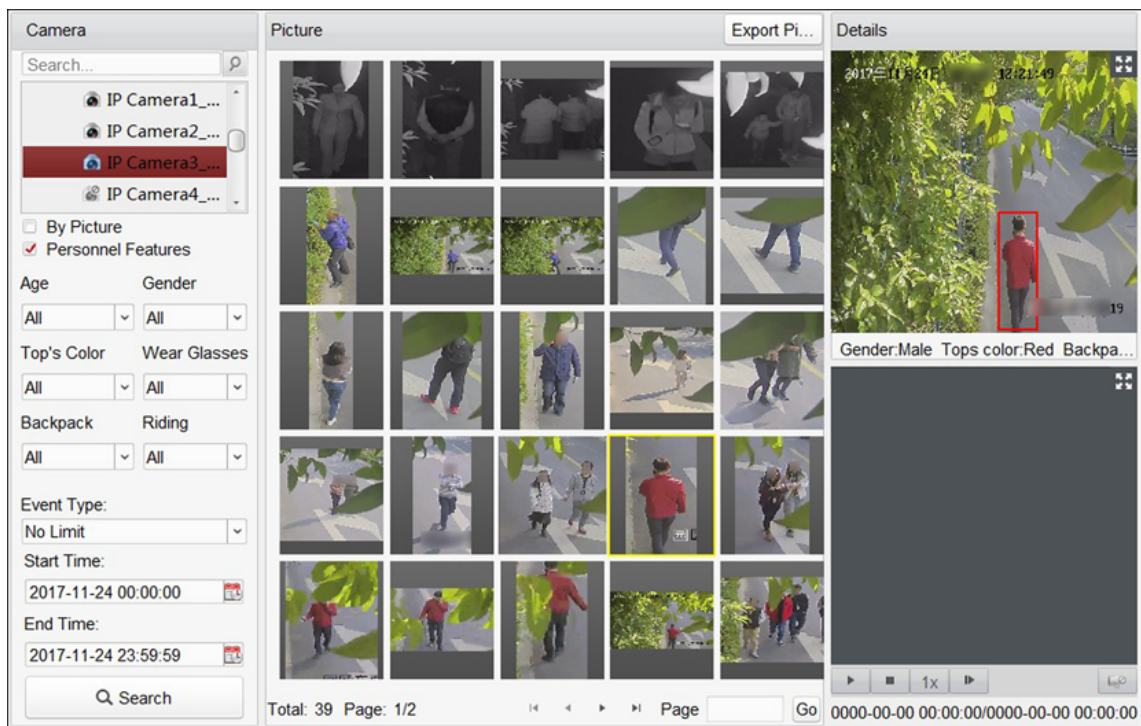 Camera
Search...
IP Camera1_...
IP Camera2_...
IP Camera3_...
IP Camera4_...
By Picture
Personnel Features
Age Gender
All All
Top's Color Wear Glasses
All All
Backpack Riding
All All
Event Type:
No Limit
Start Time:
2017-11-24 00:00:00
End Time:
2017-11-24 23:59:59
Search
Picture Export Pi...
Total: 39 Page: 1/2 Page Go
Details
12:21:49
19
Gender:Male Tops color:Red Backpa...
1x
0000-00-00 00:00:00/0000-00-00 00:00:00